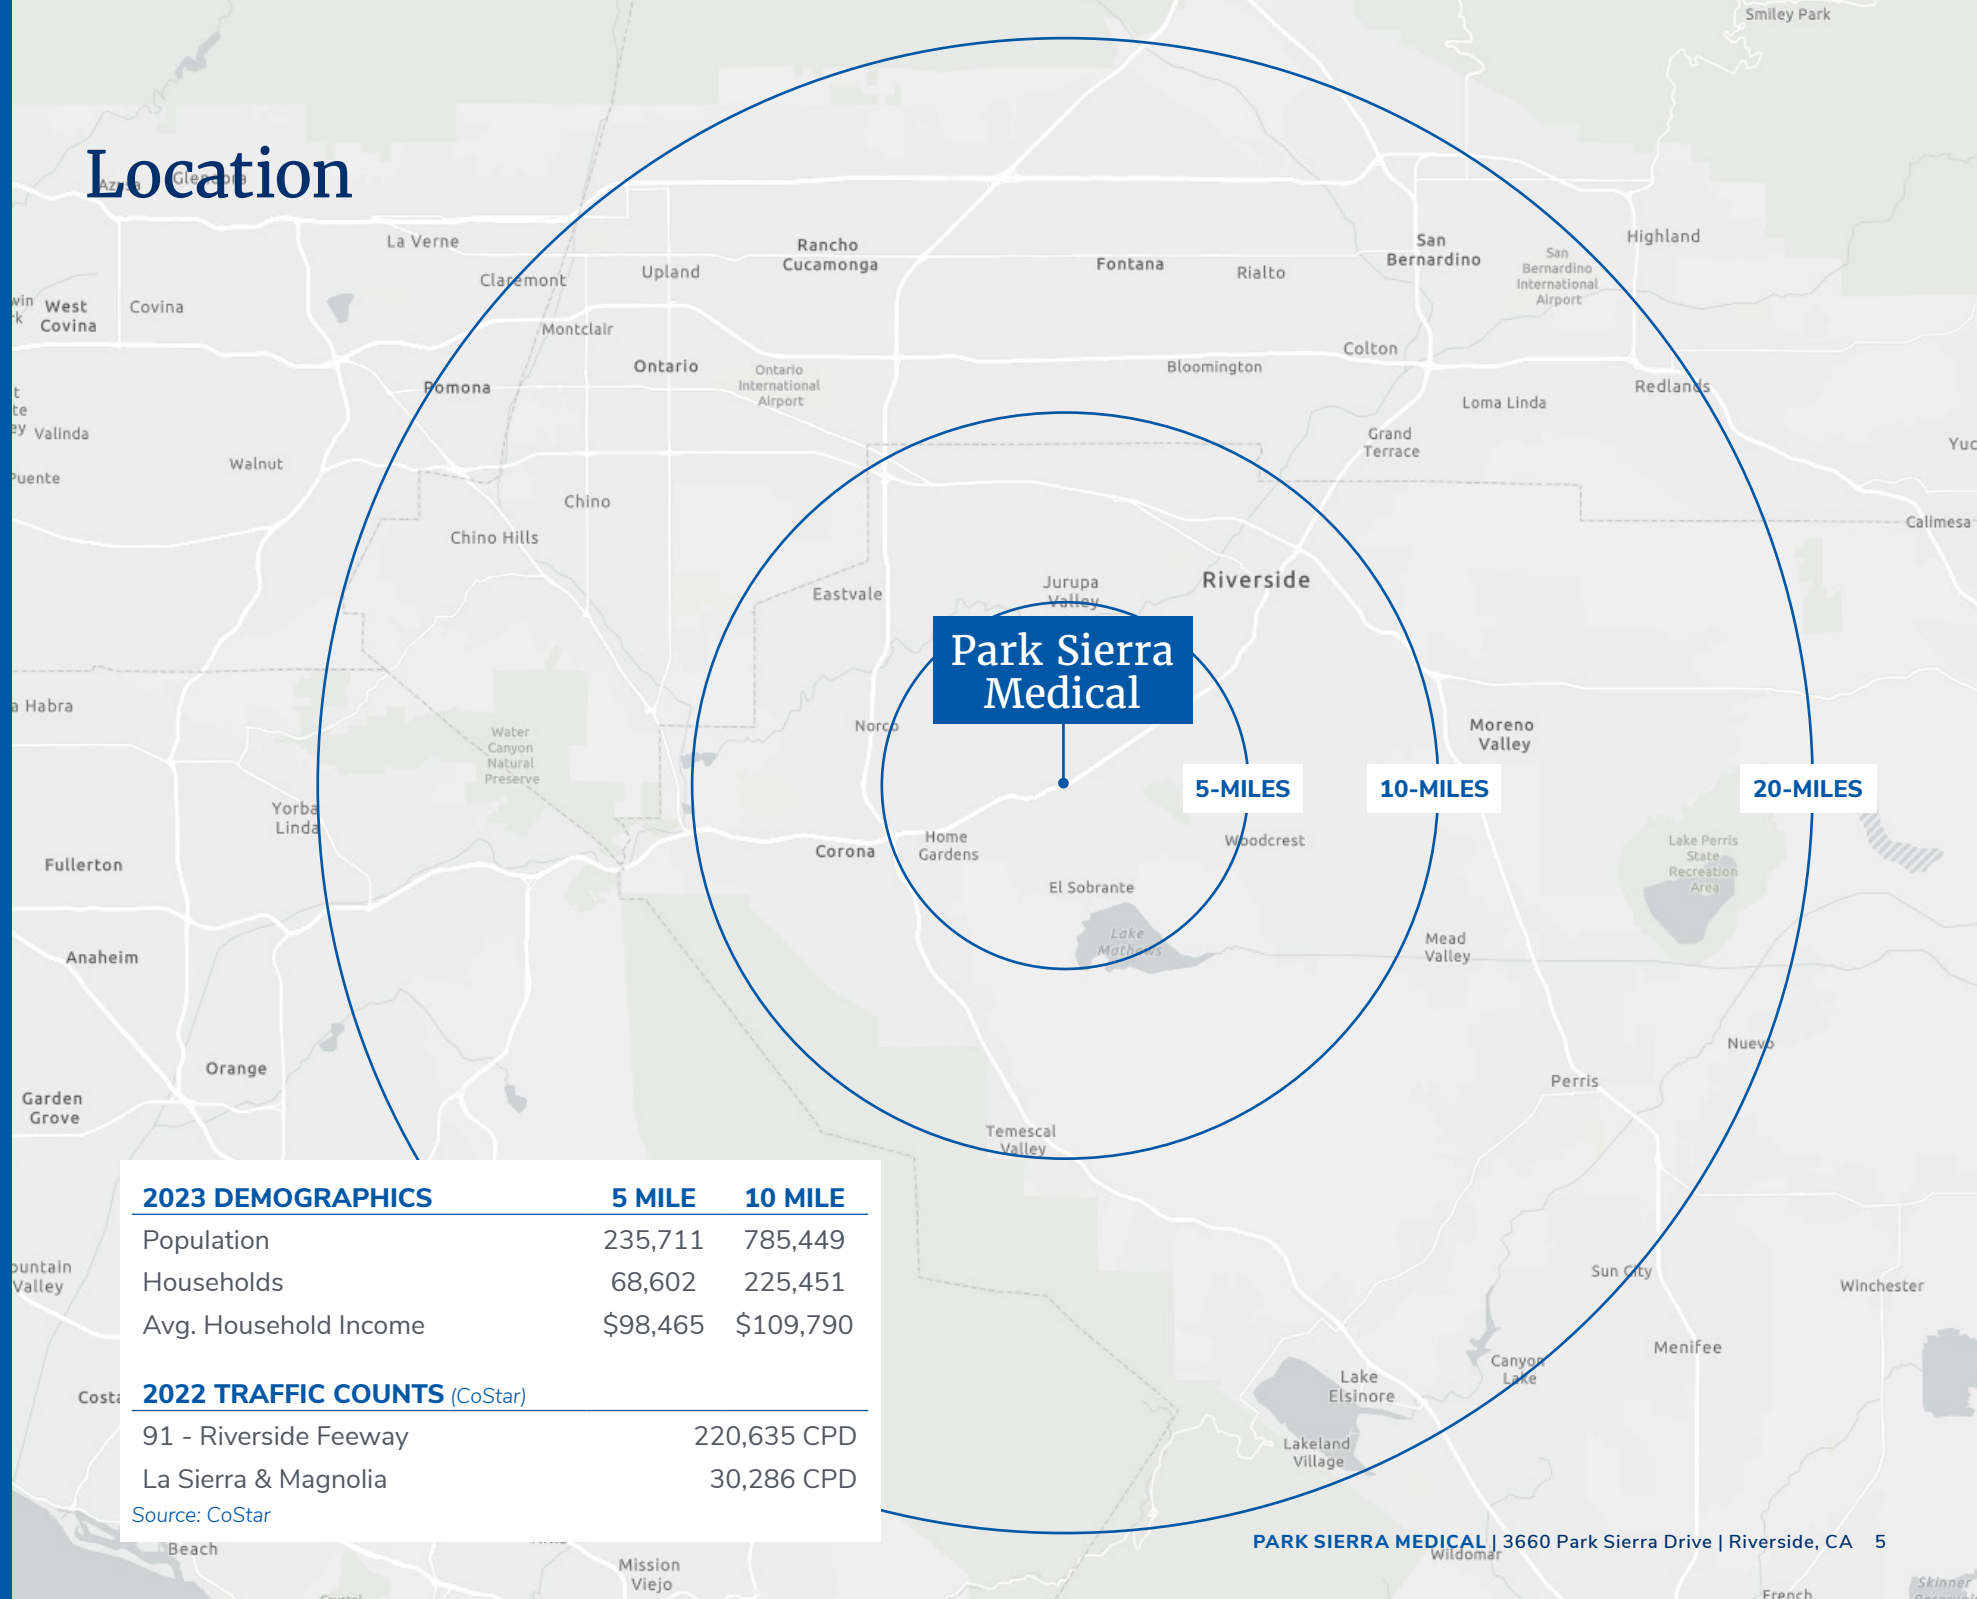 Smiley Park
Location
Glendora
La Verne
Claremont
Upland
Rancho
Cucamonga
Fontana
Rialto
San
Bernardino
San
Bernardino
International
Airport
Highland
West
Covina
Covina
Montclair
Pomona
Ontario
Ontario
International
Airport
Bloomington
Colton
Loma Linda
Redlands
Grand
Terrace
Valinda
Walnut
Puente
Chino
Chino Hills
Calimesa
Eastvale
Jurupa
Valley
Riverside
Park Sierra
Medical
a Habra
Norco
Water
Canyon
Natural
Preserve
Moreno
Valley
5-MILES
10-MILES
20-MILES
Yorba
Linda
Fullerton
Corona
Home
Gardens
Woodcrest
Lake Perris
State
Recreation
Area
El Sobrante
Lake
Mathews
Mead
Valley
Anaheim
Orange
Nuevo
Perris
Garden
Grove
Temescal
Valley
2023 DEMOGRAPHICS 5 MILE 10 MILE
Population 235,711 785,449
Households 68,602 225,451
Avg. Household Income $98,465 $109,790
2022 TRAFFIC COUNTS (CoStar)
91 - Riverside Feeway 220,635 CPD
La Sierra & Magnolia 30,286 CPD
Source: CoStar
ountain
Valley
Costa
Beach
Mission
Viejo
Sun City
Winchester
Menifee
Canyon
Lake
Lake
Elsinore
Lakeland
Village
Wildomar
PARK SIERRA MEDICAL | 3660 Park Sierra Drive | Riverside, CA 5
French
Skinner